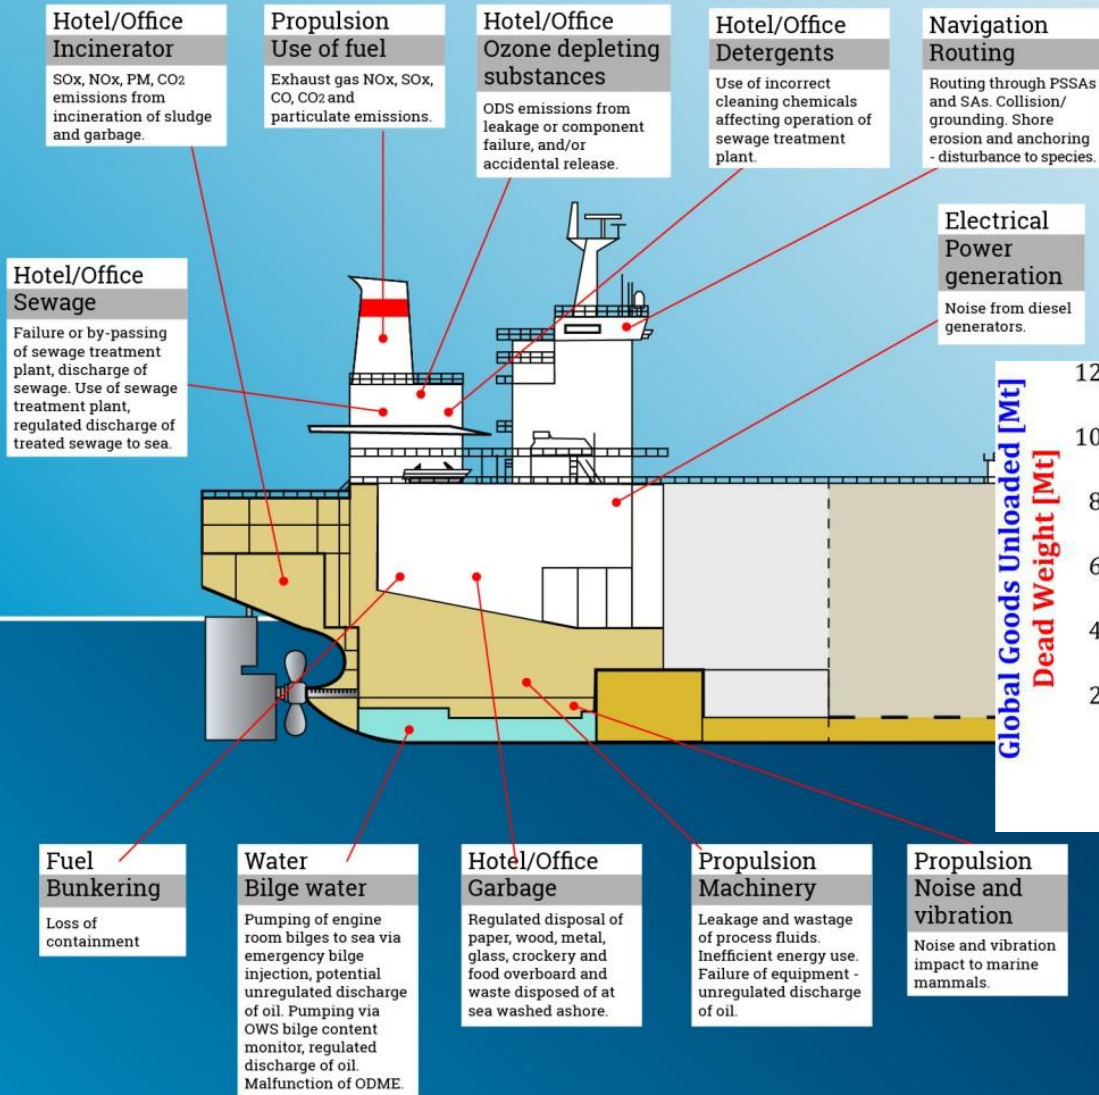 Hotel/Office
Incinerator
SOx, NOx, PM, CO2
emissions from
incineration of sludge
and garbage.
Propulsion
Use of fuel
Exhaust gas NOx, SOx,
CO, CO2 and
particulate emissions.
Hotel/Office
Ozone depleting
substances
ODS emissions from
leakage or component
failure, and/or
accidental release.
Hotel/Office
Detergents
Use of incorrect
cleaning chemicals
affecting operation of
sewage treatment
plant.
Navigation
Routing
Routing through PSSAs
and SAs. Collision/
grounding. Shore
erosion and anchoring
- disturbance to species.
Electrical
Power
generation
Noise from diesel
generators.
Hotel/Office
Sewage
Failure or by-passing
of sewage treatment
plant, discharge of
sewage. Use of sewage
treatment plant,
regulated discharge of
treated sewage to sea.
Global Goods Unloaded [Mt]
Dead Weight [Mt]
12
10
8
6
4
2
Fuel
Bunkering
Loss of
containment
Water
Bilge water
Pumping of engine
room bilges to sea via
emergency bilge
injection, potential
unregulated discharge
of oil. Pumping via
OWS bilge content
monitor, regulated
discharge of oil.
Malfunction of ODME.
Hotel/Office
Garbage
Regulated disposal of
paper, wood, metal,
glass, crockery and
food overboard and
waste disposed of at
sea washed ashore.
Propulsion
Machinery
Leakage and wastage
of process fluids.
Inefficient energy use.
Failure of equipment -
unregulated discharge
of oil.
Propulsion
Noise and
vibration
Noise and vibration
impact to marine
mammals.